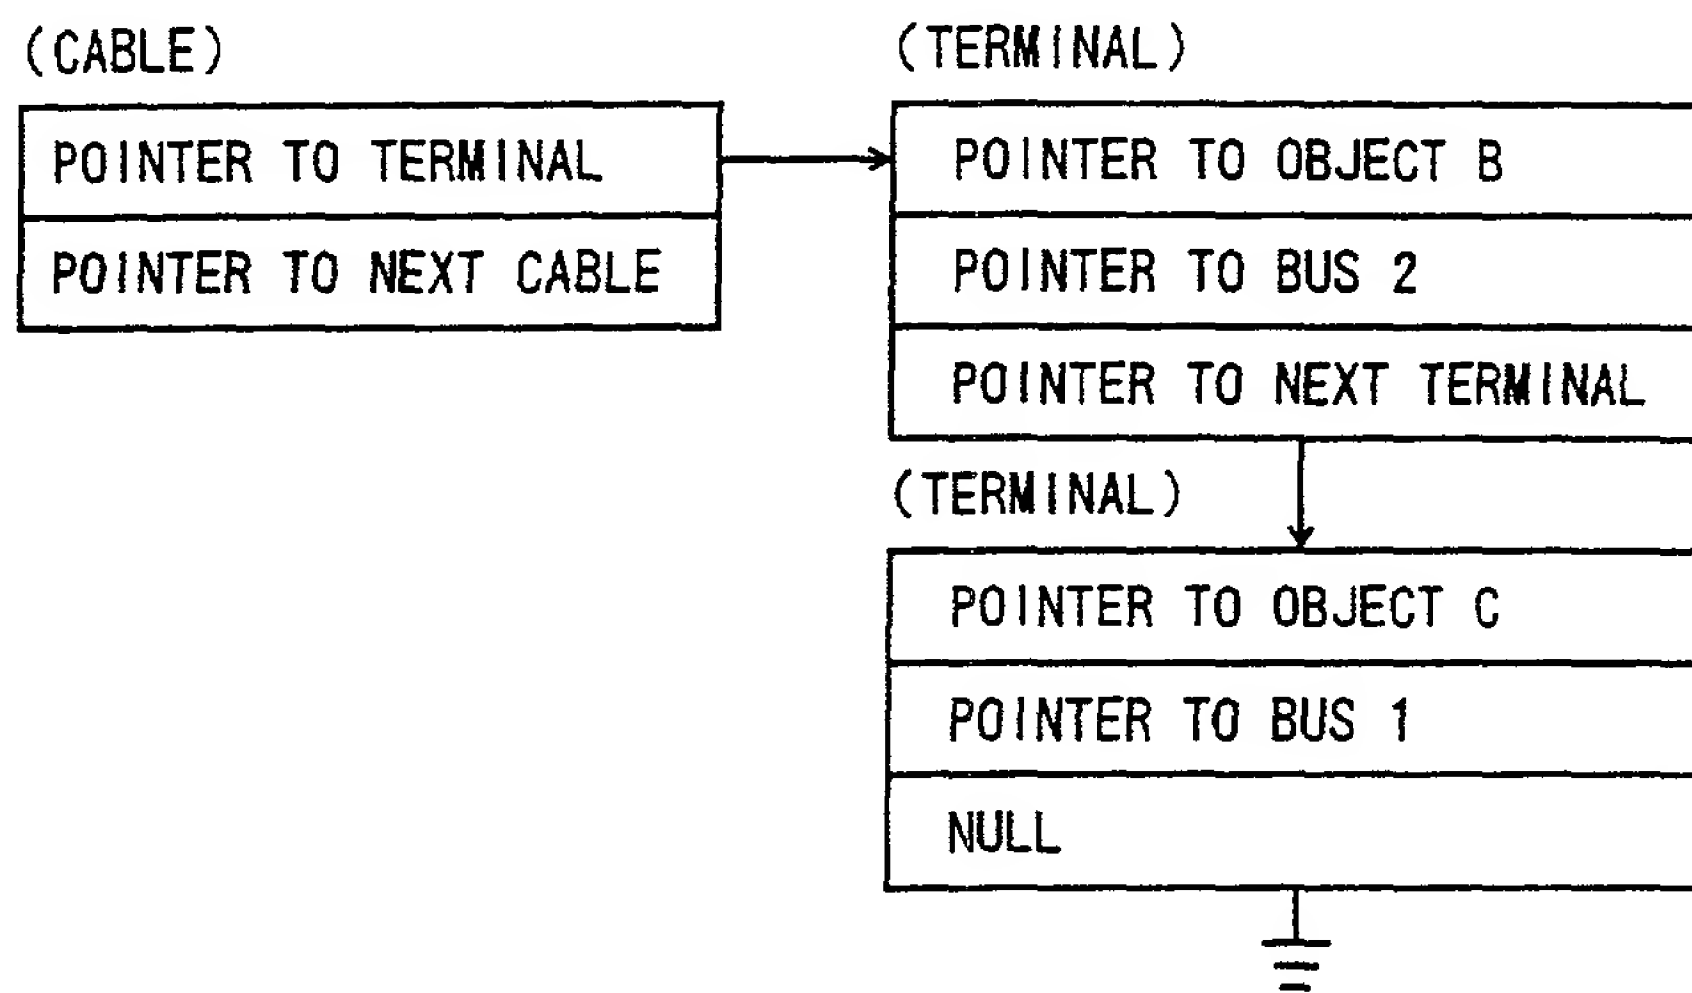 (CABLE)
POINTER TO TERMINAL
POINTER TO NEXT CABLE
(TERMINAL)
POINTER TO OBJECT B
POINTER TO BUS 2
POINTER TO NEXT TERMINAL
(TERMINAL)
POINTER TO OBJECT C
POINTER TO BUS 1
NULL